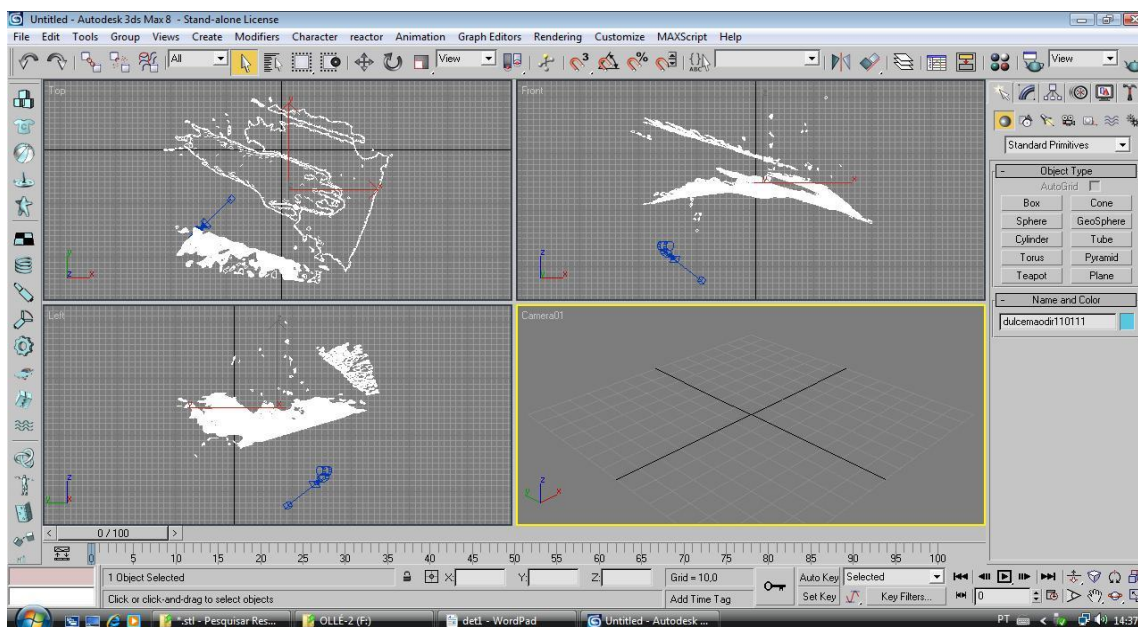 Untitled - Autodesk 3ds Max 8 - Stand-alone License
File Edit Tools Group Views Create Modifiers Character reactor Animation Graph Editors Rendering Customize MAXScript Help
All View View
Top
Front
Standard Primitives
- Object Type
AutoGrid
Box Cone
Sphere GeoSphere
Cylinder Tube
Torus Pyramid
Teapot Plane
- Name and Color
dulcemaodir110111
Left
Camera01
< 0 / 100 >
0 5 10 15 20 25 30 35 40 45 50 55 60 65 70 75 80 85 90 95 100
1 Object Selected X: Y: Z: Grid = 10,0 Auto Key Selected
Click or click-and-drag to select objects Add Time Tag Set Key Key Filters... 0
*.stl - Pesquisar Res... OLLÉ-2 (F:) det1 - WordPad Untitled - Autodesk ... PT 14:37